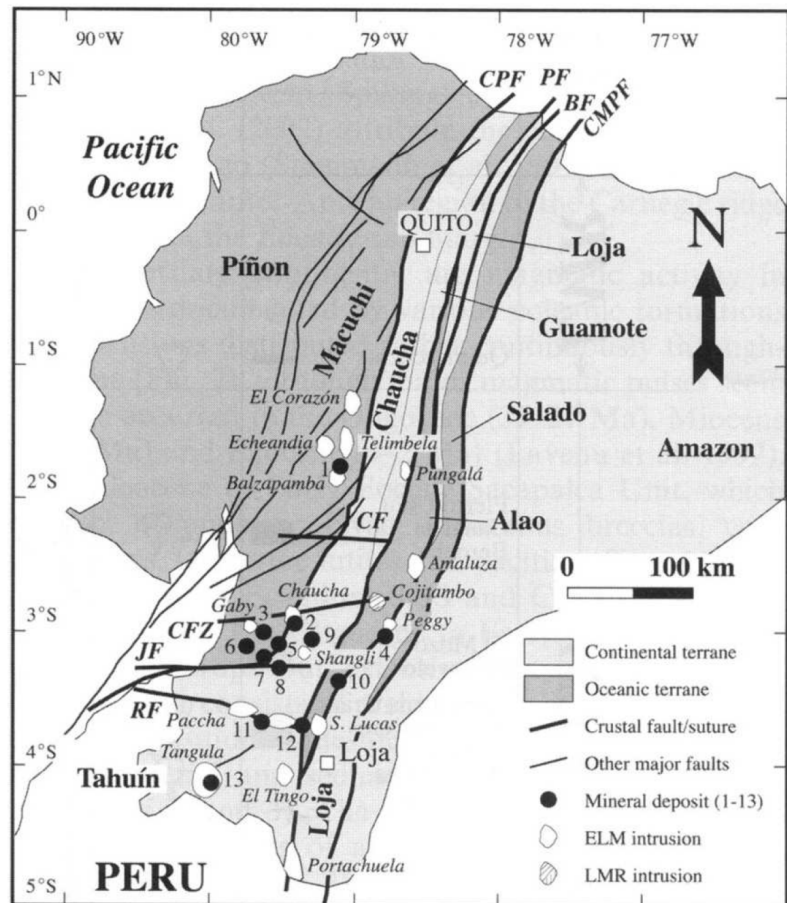 90°W 80°W 79°W 78°W 77°W
1°N
0°
1°S
2°S
3°S
4°S
5°S
CPF
PF
BF
CMPF
Pacific
Ocean
QUITO
N
Píñon
Loja
Macuchi
Guamote
Chaucha
El Corazón
Salado
Echeandia
Telimbela
Amazon
1
Pungalá
Balzapamba
CF
Alao
Amaluza
0 100 km
Chaucha
Cojitambo
Gaby
3
2
Peggy
CFZ
9
6
5
4
JF
Shangli
7
8
10
RF
Paccha
S. Lucas
11
12
Tangula
Loja
Tahuín
13
El Tingo
Loja
Portachuela
PERU
Continental terrane
Oceanic terrane
Crustal fault/suture
Other major faults
Mineral deposit (1-13)
ELM intrusion
LMR intrusion